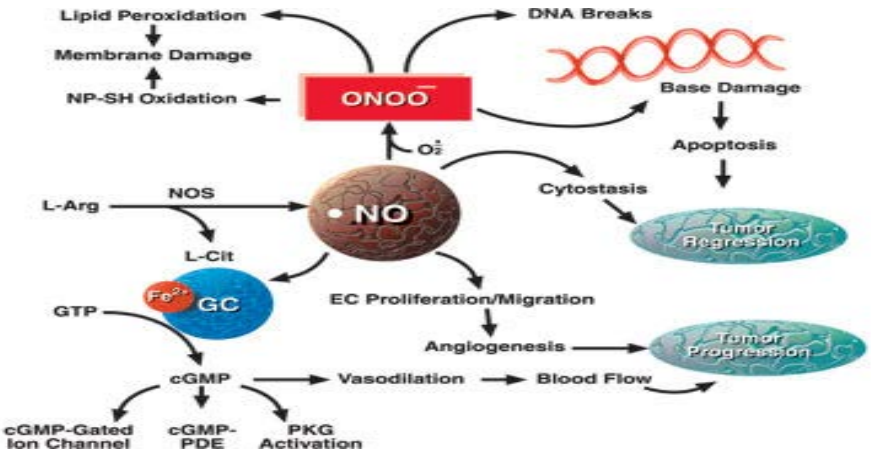 Lipid Peroxidation
DNA Breaks
Membrane Damage
NP-SH Oxidation
ONOO⁻
Base Damage
O₂⨪
Apoptosis
NOS
Cytostasis
L-Arg
NO
Tumor
Regression
L-Cit
Fe²⁺
GC
EC Proliferation/Migration
GTP
Angiogenesis
Tumor
Progression
cGMP
Vasodilation
Blood Flow
cGMP-Gated
Ion Channel
cGMP-
PDE
PKG
Activation